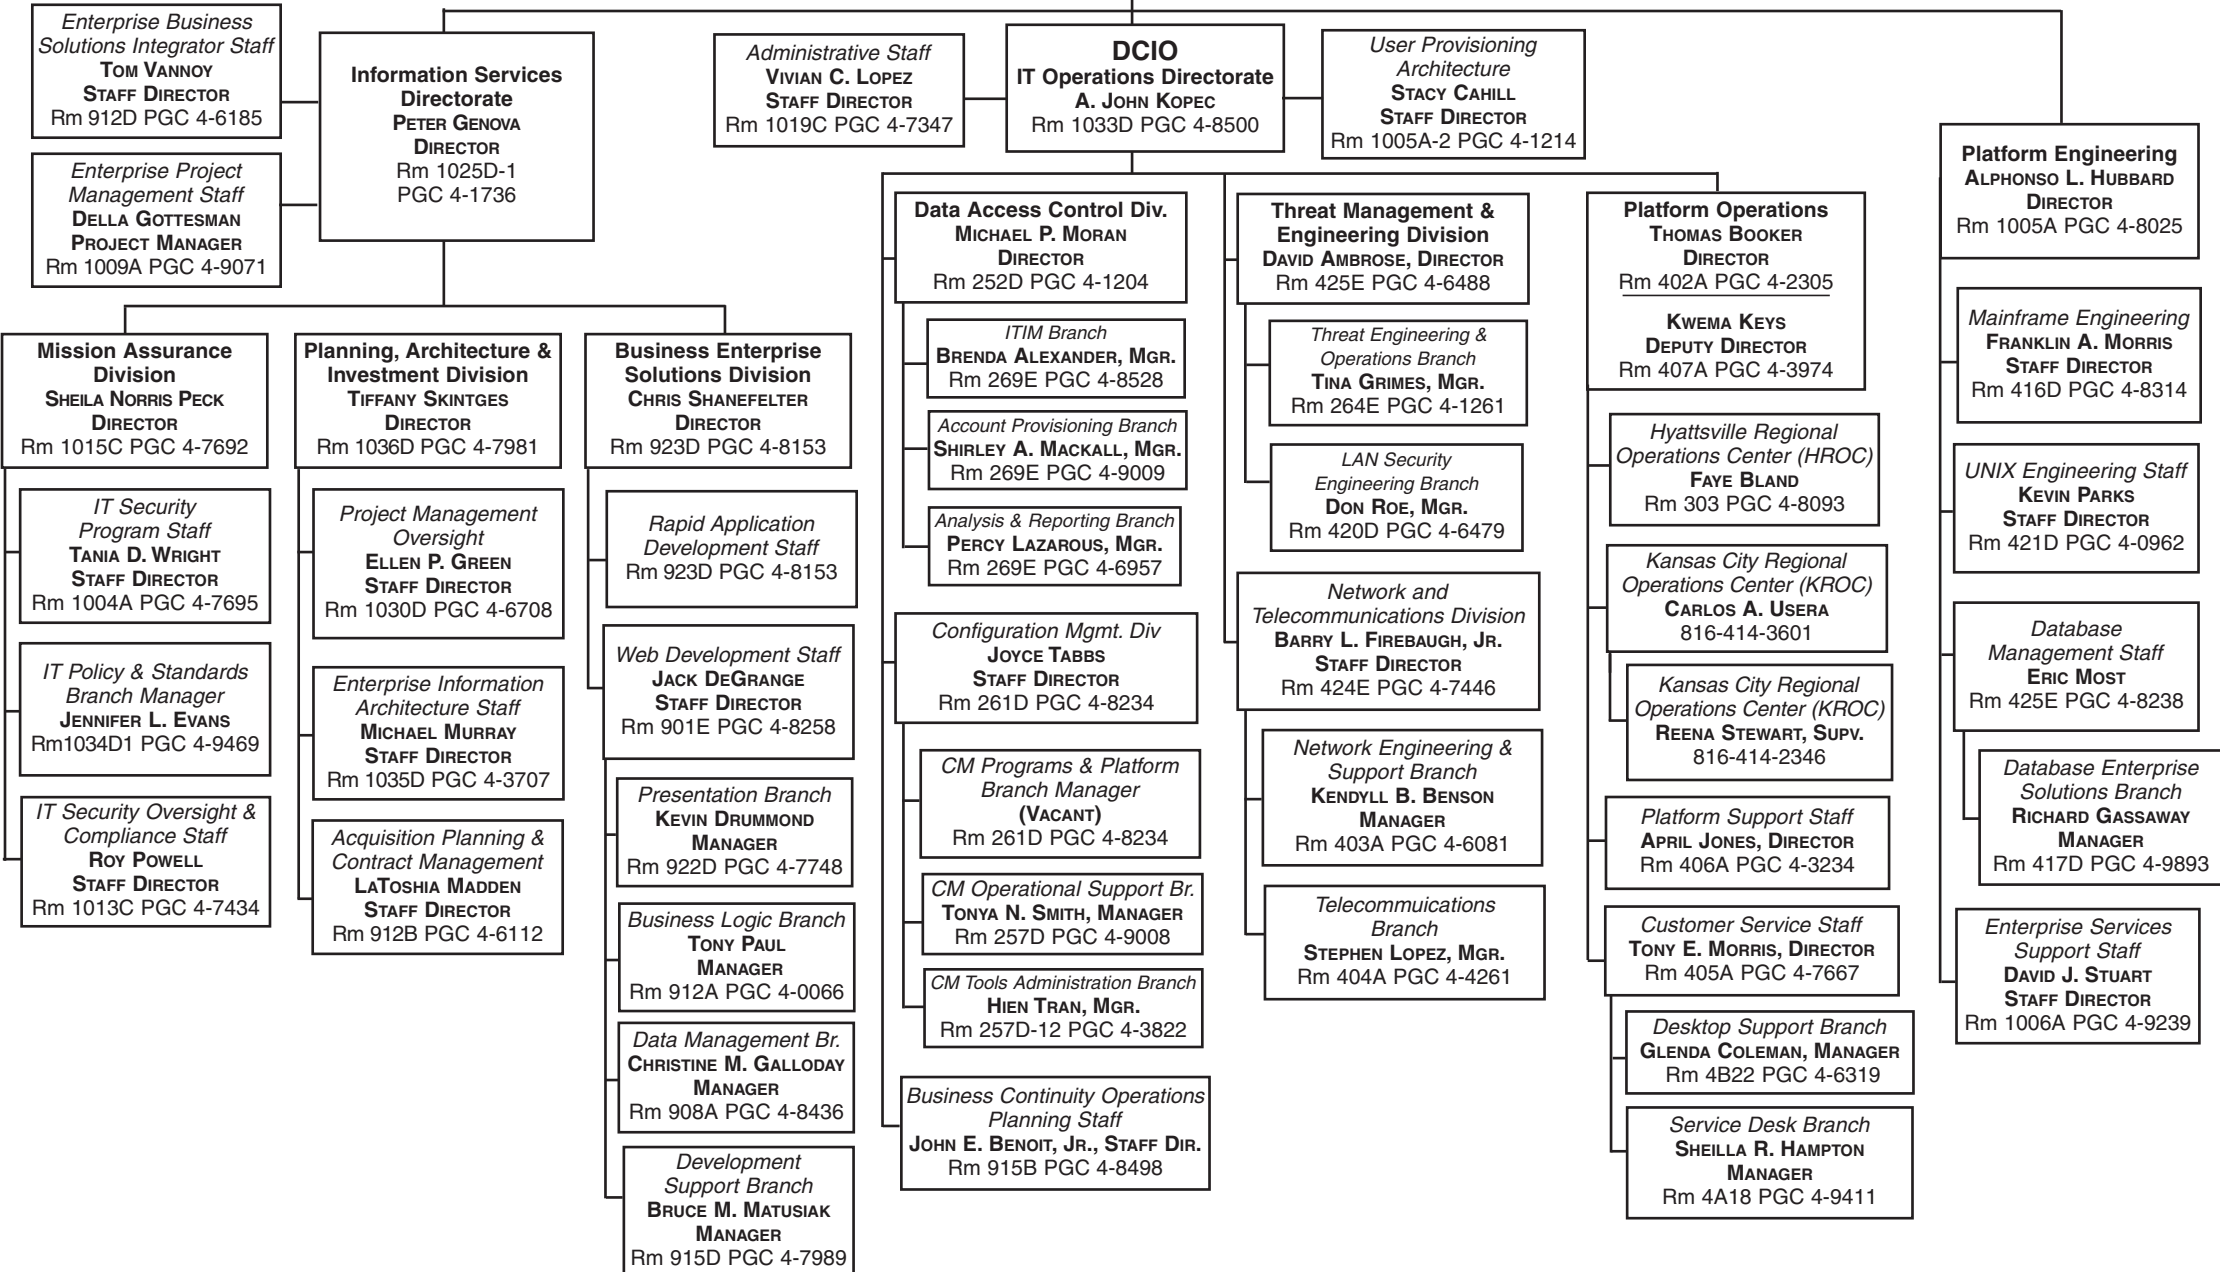 Enterprise Business
Solutions Integrator Staff
TOM VANNOY
STAFF DIRECTOR
Rm 912D PGC 4-6185
Enterprise Project
Management Staff
DELLA GOTTESMAN
PROJECT MANAGER
Rm 1009A PGC 4-9071
Information Services
Directorate
PETER GENOVA
DIRECTOR
Rm 1025D-1
PGC 4-1736
Administrative Staff
VIVIAN C. LOPEZ
STAFF DIRECTOR
Rm 1019C PGC 4-7347
DCIO
IT Operations Directorate
A. JOHN KOPEC
Rm 1033D PGC 4-8500
User Provisioning
Architecture
STACY CAHILL
STAFF DIRECTOR
Rm 1005A-2 PGC 4-1214
Platform Engineering
ALPHONSO L. HUBBARD
DIRECTOR
Rm 1005A PGC 4-8025
Mission Assurance
Division
SHEILA NORRIS PECK
DIRECTOR
Rm 1015C PGC 4-7692
IT Security
Program Staff
TANIA D. WRIGHT
STAFF DIRECTOR
Rm 1004A PGC 4-7695
IT Policy & Standards
Branch Manager
JENNIFER L. EVANS
Rm1034D1 PGC 4-9469
IT Security Oversight &
Compliance Staff
ROY POWELL
STAFF DIRECTOR
Rm 1013C PGC 4-7434
Planning, Architecture &
Investment Division
TIFFANY SKINTGES
DIRECTOR
Rm 1036D PGC 4-7981
Project Management
Oversight
ELLEN P. GREEN
STAFF DIRECTOR
Rm 1030D PGC 4-6708
Enterprise Information
Architecture Staff
MICHAEL MURRAY
STAFF DIRECTOR
Rm 1035D PGC 4-3707
Acquisition Planning &
Contract Management
LATOSHIA MADDEN
STAFF DIRECTOR
Rm 912B PGC 4-6112
Business Enterprise
Solutions Division
CHRIS SHANEFELTER
DIRECTOR
Rm 923D PGC 4-8153
Rapid Application
Development Staff
Rm 923D PGC 4-8153
Web Development Staff
JACK DEGRANGE
STAFF DIRECTOR
Rm 901E PGC 4-8258
Presentation Branch
KEVIN DRUMMOND
MANAGER
Rm 922D PGC 4-7748
Business Logic Branch
TONY PAUL
MANAGER
Rm 912A PGC 4-0066
Data Management Br.
CHRISTINE M. GALLODAY
MANAGER
Rm 908A PGC 4-8436
Development
Support Branch
BRUCE M. MATUSIAK
MANAGER
Rm 915D PGC 4-7989
Data Access Control Div.
MICHAEL P. MORAN
DIRECTOR
Rm 252D PGC 4-1204
ITIM Branch
BRENDA ALEXANDER, MGR.
Rm 269E PGC 4-8528
Account Provisioning Branch
SHIRLEY A. MACKALL, MGR.
Rm 269E PGC 4-9009
Analysis & Reporting Branch
PERCY LAZAROUS, MGR.
Rm 269E PGC 4-6957
Configuration Mgmt. Div
JOYCE TABBS
STAFF DIRECTOR
Rm 261D PGC 4-8234
CM Programs & Platform
Branch Manager
(VACANT)
Rm 261D PGC 4-8234
CM Operational Support Br.
TONYA N. SMITH, MANAGER
Rm 257D PGC 4-9008
CM Tools Administration Branch
HIEN TRAN, MGR.
Rm 257D-12 PGC 4-3822
Business Continuity Operations
Planning Staff
JOHN E. BENOIT, JR., STAFF DIR.
Rm 915B PGC 4-8498
Threat Management &
Engineering Division
DAVID AMBROSE, DIRECTOR
Rm 425E PGC 4-6488
Threat Engineering &
Operations Branch
TINA GRIMES, MGR.
Rm 264E PGC 4-1261
LAN Security
Engineering Branch
DON ROE, MGR.
Rm 420D PGC 4-6479
Network and
Telecommunications Division
BARRY L. FIREBAUGH, JR.
STAFF DIRECTOR
Rm 424E PGC 4-7446
Network Engineering &
Support Branch
KENDYLL B. BENSON
MANAGER
Rm 403A PGC 4-6081
Telecommuications
Branch
STEPHEN LOPEZ, MGR.
Rm 404A PGC 4-4261
Platform Operations
THOMAS BOOKER
DIRECTOR
Rm 402A PGC 4-2305
KWEMA KEYS
DEPUTY DIRECTOR
Rm 407A PGC 4-3974
Hyattsville Regional
Operations Center (HROC)
FAYE BLAND
Rm 303 PGC 4-8093
Kansas City Regional
Operations Center (KROC)
CARLOS A. USERA
816-414-3601
Kansas City Regional
Operations Center (KROC)
REENA STEWART, SUPV.
816-414-2346
Platform Support Staff
APRIL JONES, DIRECTOR
Rm 406A PGC 4-3234
Customer Service Staff
TONY E. MORRIS, DIRECTOR
Rm 405A PGC 4-7667
Desktop Support Branch
GLENDA COLEMAN, MANAGER
Rm 4B22 PGC 4-6319
Service Desk Branch
SHEILLA R. HAMPTON
MANAGER
Rm 4A18 PGC 4-9411
Mainframe Engineering
FRANKLIN A. MORRIS
STAFF DIRECTOR
Rm 416D PGC 4-8314
UNIX Engineering Staff
KEVIN PARKS
STAFF DIRECTOR
Rm 421D PGC 4-0962
Database
Management Staff
ERIC MOST
Rm 425E PGC 4-8238
Database Enterprise
Solutions Branch
RICHARD GASSAWAY
MANAGER
Rm 417D PGC 4-9893
Enterprise Services
Support Staff
DAVID J. STUART
STAFF DIRECTOR
Rm 1006A PGC 4-9239